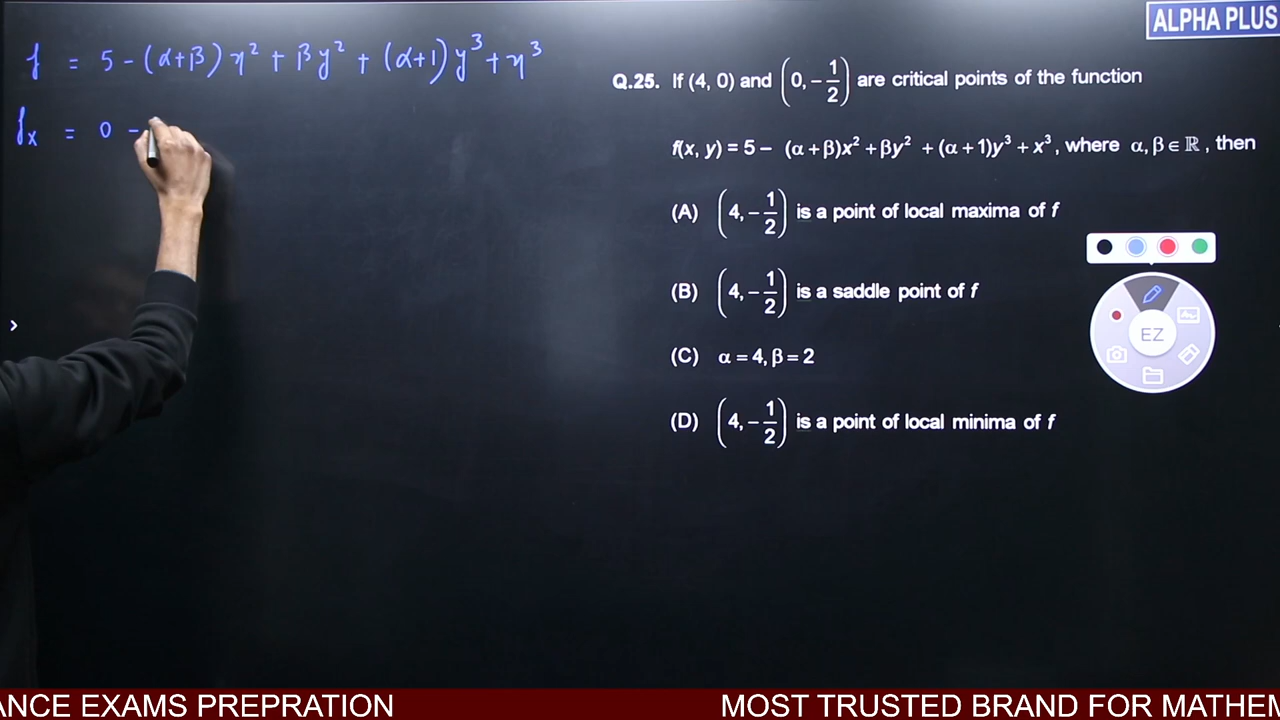 ALPHA PLUS
f = 5 - (α+β) x² + β y² + (α+1) y³ + x³
fx = 0 -
Q.25. If (4, 0) and (0, -1/2) are critical points of the function
f(x, y) = 5 - (α + β)x² + βy² + (α + 1)y³ + x³, where α, β ∈ ℝ, then
(A) (4, -1/2) is a point of local maxima of f
(B) (4, -1/2) is a saddle point of f
(C) α = 4, β = 2
(D) (4, -1/2) is a point of local minima of f
EZ
ANCE EXAMS PREPRATION MOST TRUSTED BRAND FOR MATHEM